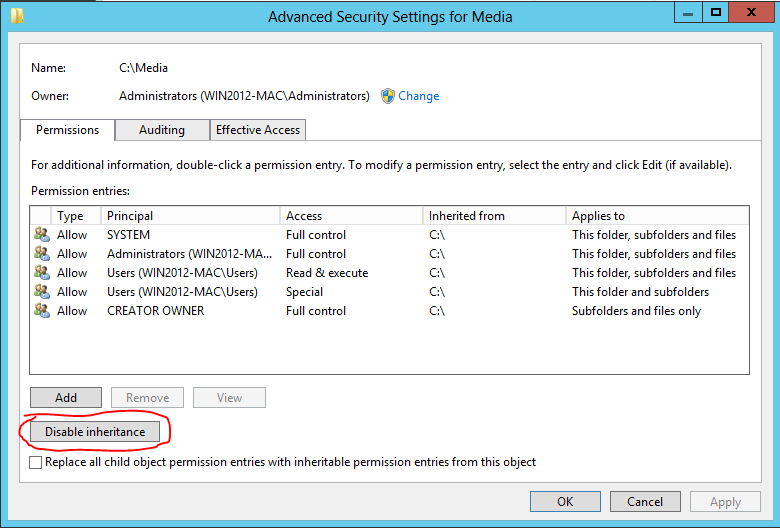 Advanced Security Settings for Media
Name: C:\Media
Owner: Administrators (WIN2012-MAC\Administrators) Change
Permissions Auditing Effective Access
For additional information, double-click a permission entry. To modify a permission entry, select the entry and click Edit (if available).
Permission entries:
Type Principal Access Inherited from Applies to
Allow SYSTEM Full control C:\ This folder, subfolders and files
Allow Administrators (WIN2012-MA... Full control C:\ This folder, subfolders and files
Allow Users (WIN2012-MAC\Users) Read & execute C:\ This folder, subfolders and files
Allow Users (WIN2012-MAC\Users) Special C:\ This folder and subfolders
Allow CREATOR OWNER Full control C:\ Subfolders and files only
Add Remove View
Disable inheritance
Replace all child object permission entries with inheritable permission entries from this object
OK Cancel Apply